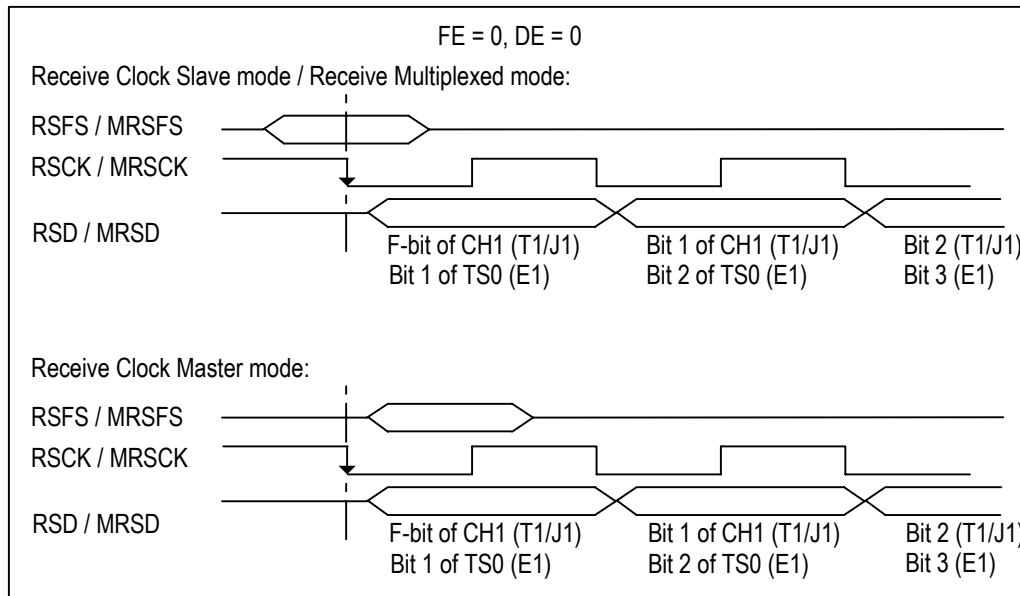 FE = 0, DE = 0
Receive Clock Slave mode / Receive Multiplexed mode:
RSFS / MRSFS
RSCK / MRSCK
RSD / MRSD
F-bit of CH1 (T1/J1)
Bit 1 of TS0 (E1)
Bit 1 of CH1 (T1/J1)
Bit 2 of TS0 (E1)
Bit 2 (T1/J1)
Bit 3 (E1)
Receive Clock Master mode:
RSFS / MRSFS
RSCK / MRSCK
RSD / MRSD
F-bit of CH1 (T1/J1)
Bit 1 of TS0 (E1)
Bit 1 of CH1 (T1/J1)
Bit 2 of TS0 (E1)
Bit 2 (T1/J1)
Bit 3 (E1)